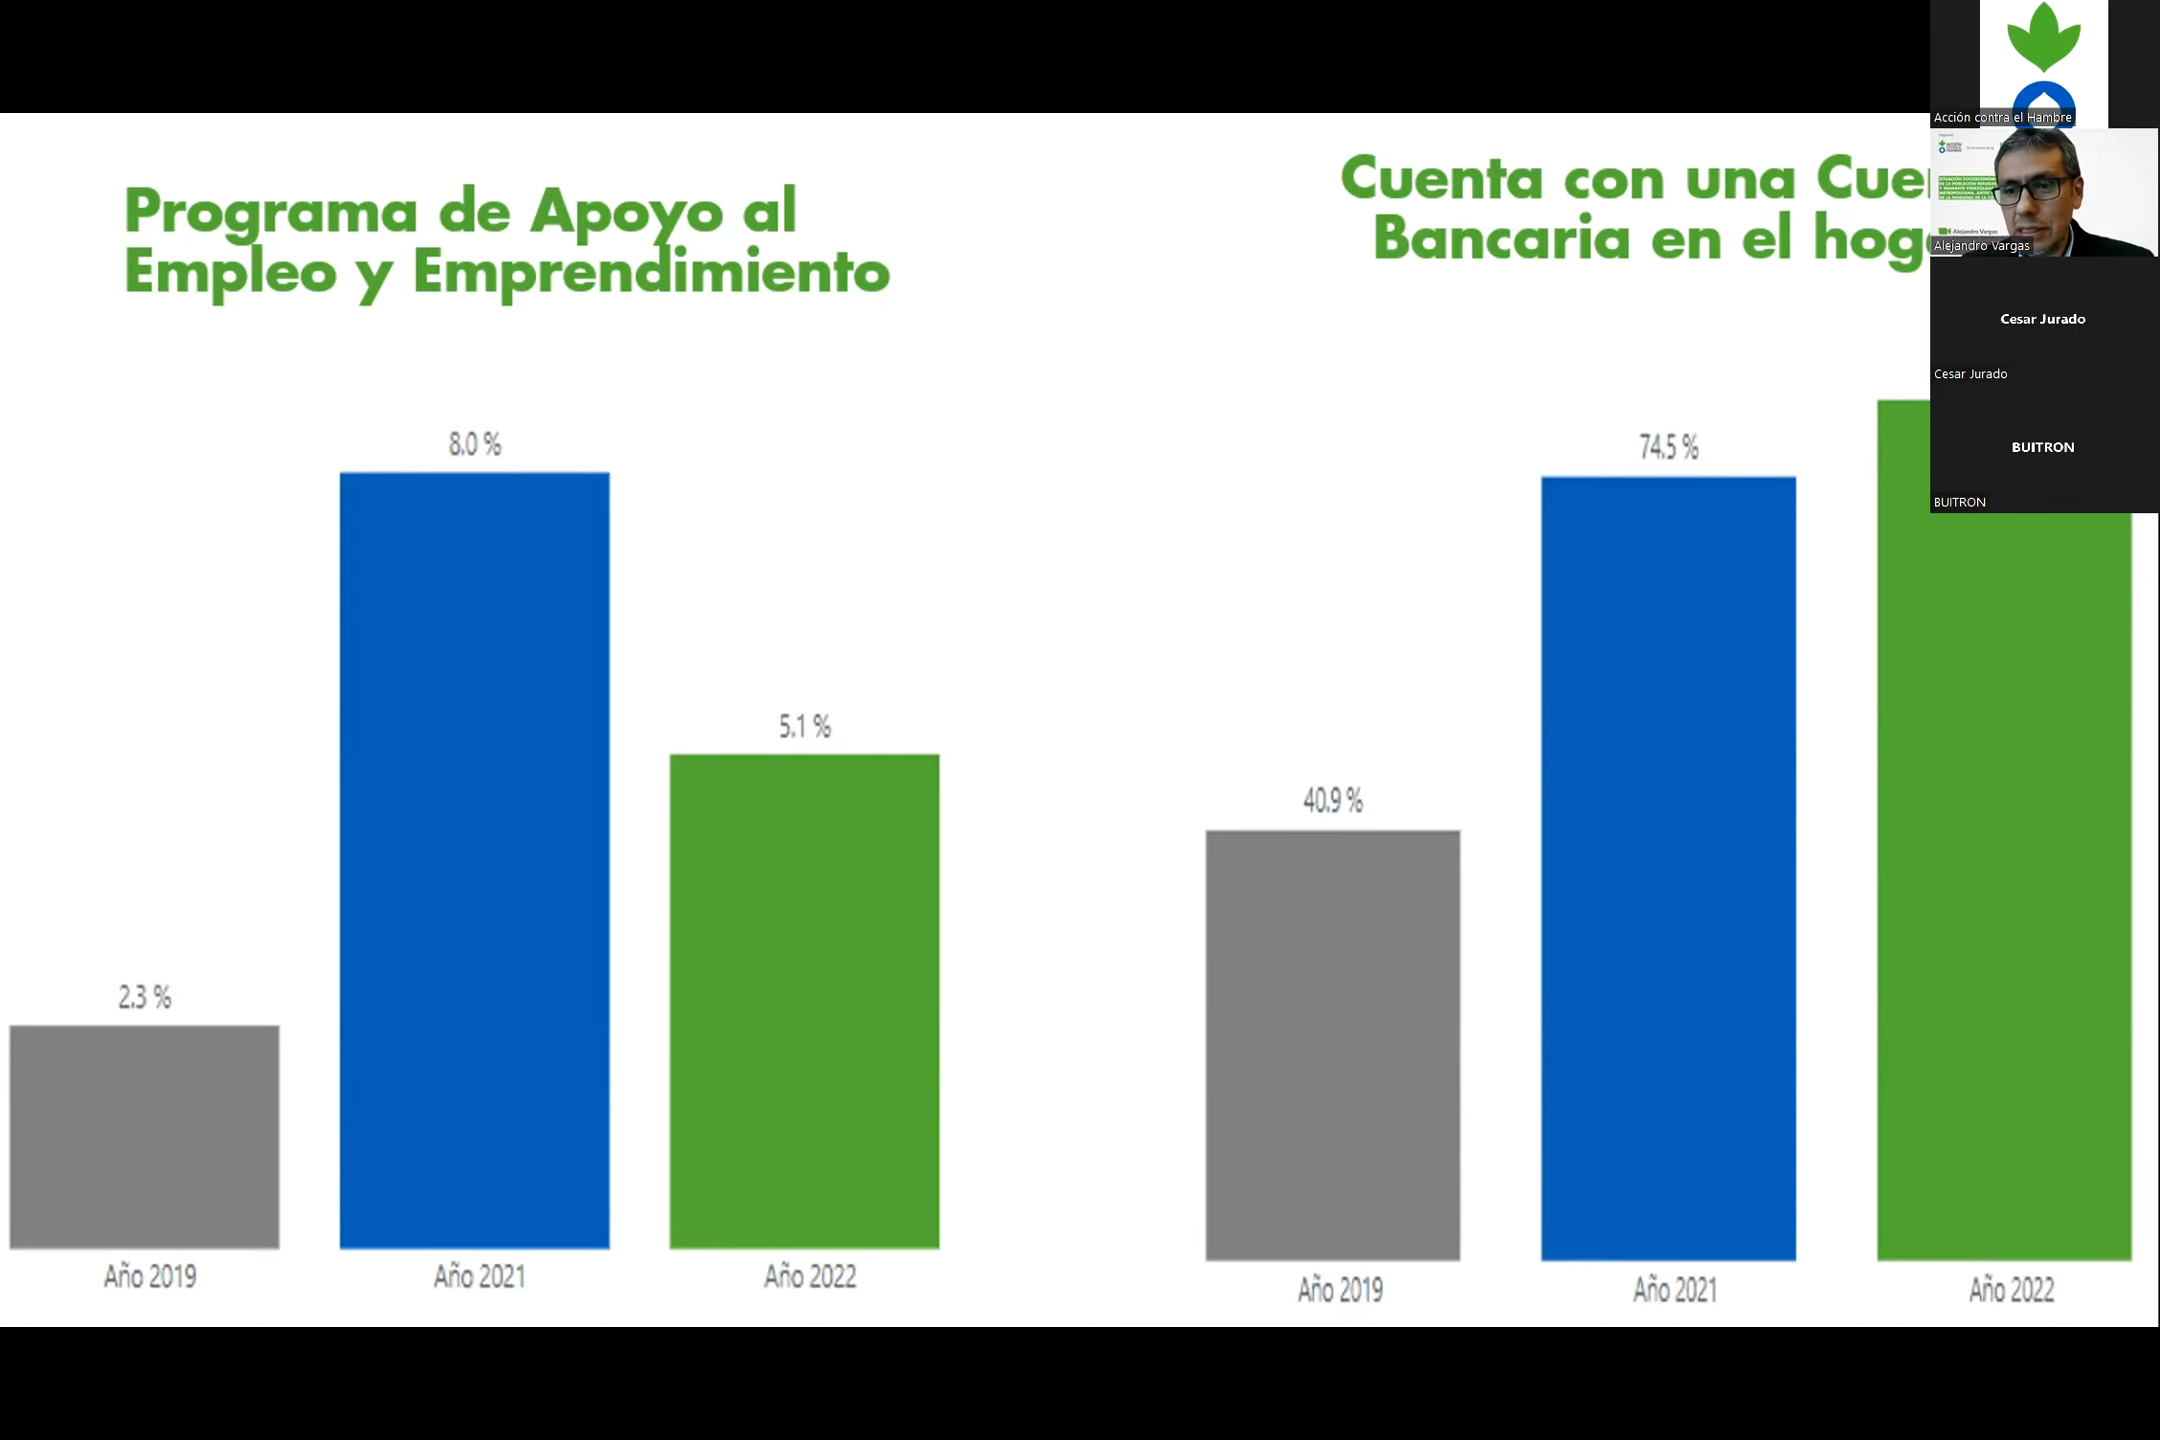 Programa de Apoyo al
Empleo y Emprendimiento
8.0 %
5.1 %
2.3 %
Año 2019
Año 2021
Año 2022
Cuenta con una Cue
Bancaria en el hog
74.5 %
40.9 %
Año 2019
Año 2021
Año 2022
Acción contra el Hambre
Alejandro Vargas
Alejandro Vargas
Cesar Jurado
Cesar Jurado
BUITRON
BUITRON